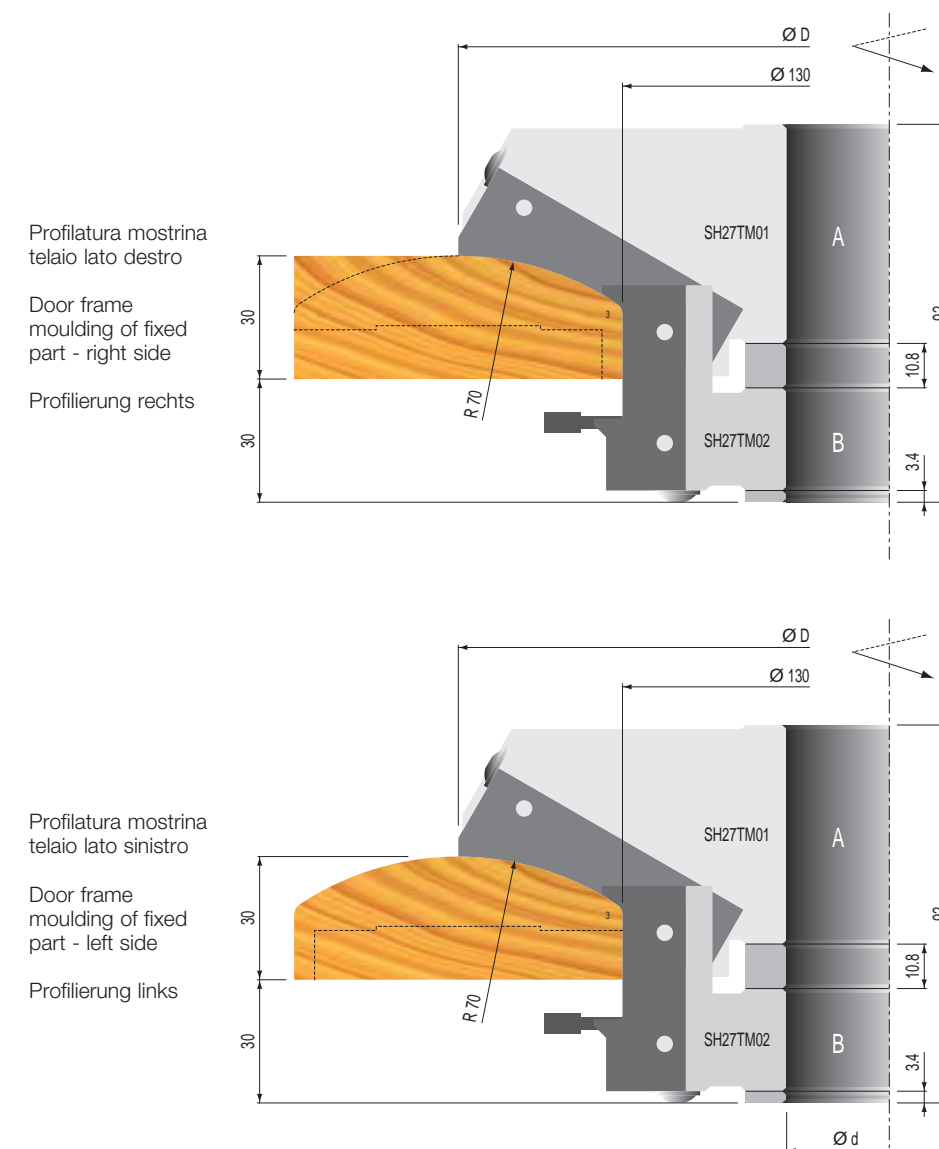 Ø D
Ø 130
Profilatura mostrina
telaio lato destro
Door frame
moulding of fixed
part - right side
Profilierung rechts
30
30
R 70
3
SH27TM01
A
10.8
SH27TM02
B
3.4
Ø D
Ø 130
Profilatura mostrina
telaio lato sinistro
Door frame
moulding of fixed
part - left side
Profilierung links
30
30
R 70
3
SH27TM01
A
10.8
SH27TM02
B
3.4
Ø d